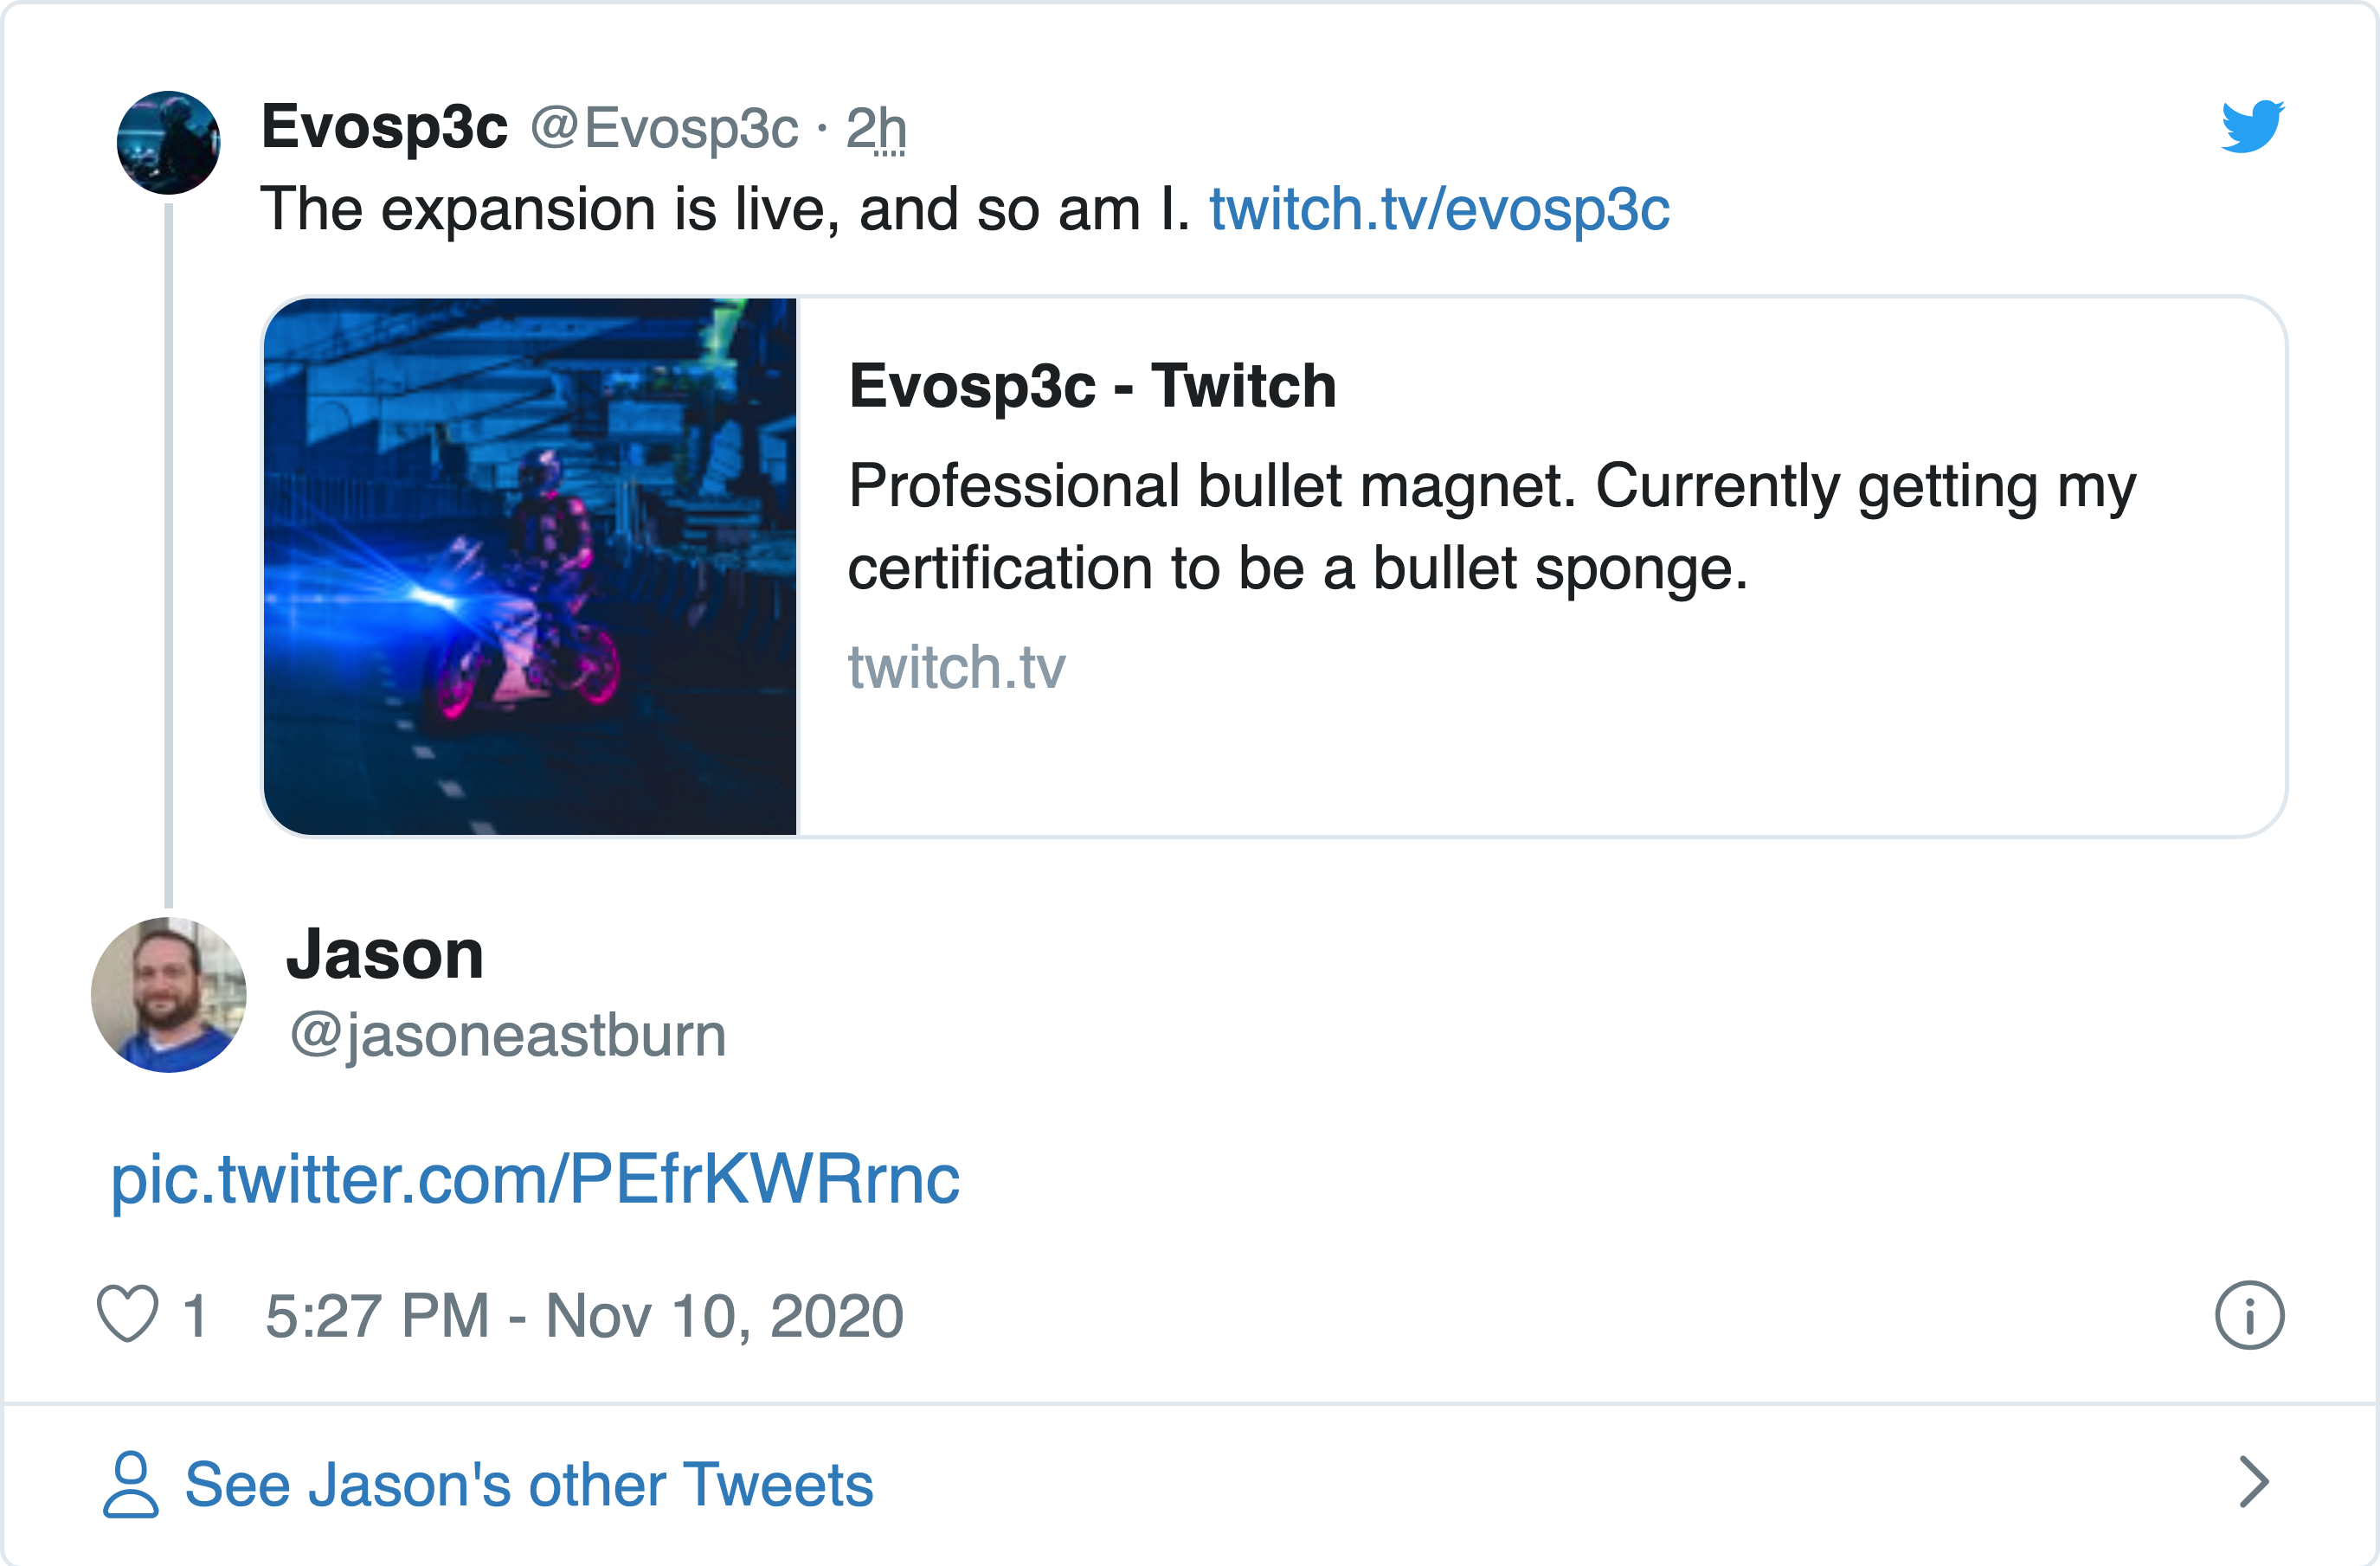 Evosp3c @Evosp3c · 2h
The expansion is live, and so am I. twitch.tv/evosp3c
Evosp3c - Twitch
Professional bullet magnet. Currently getting my
certification to be a bullet sponge.
twitch.tv
Jason
@jasoneastburn
pic.twitter.com/PEfrKWRrnc
1 5:27 PM - Nov 10, 2020
See Jason's other Tweets